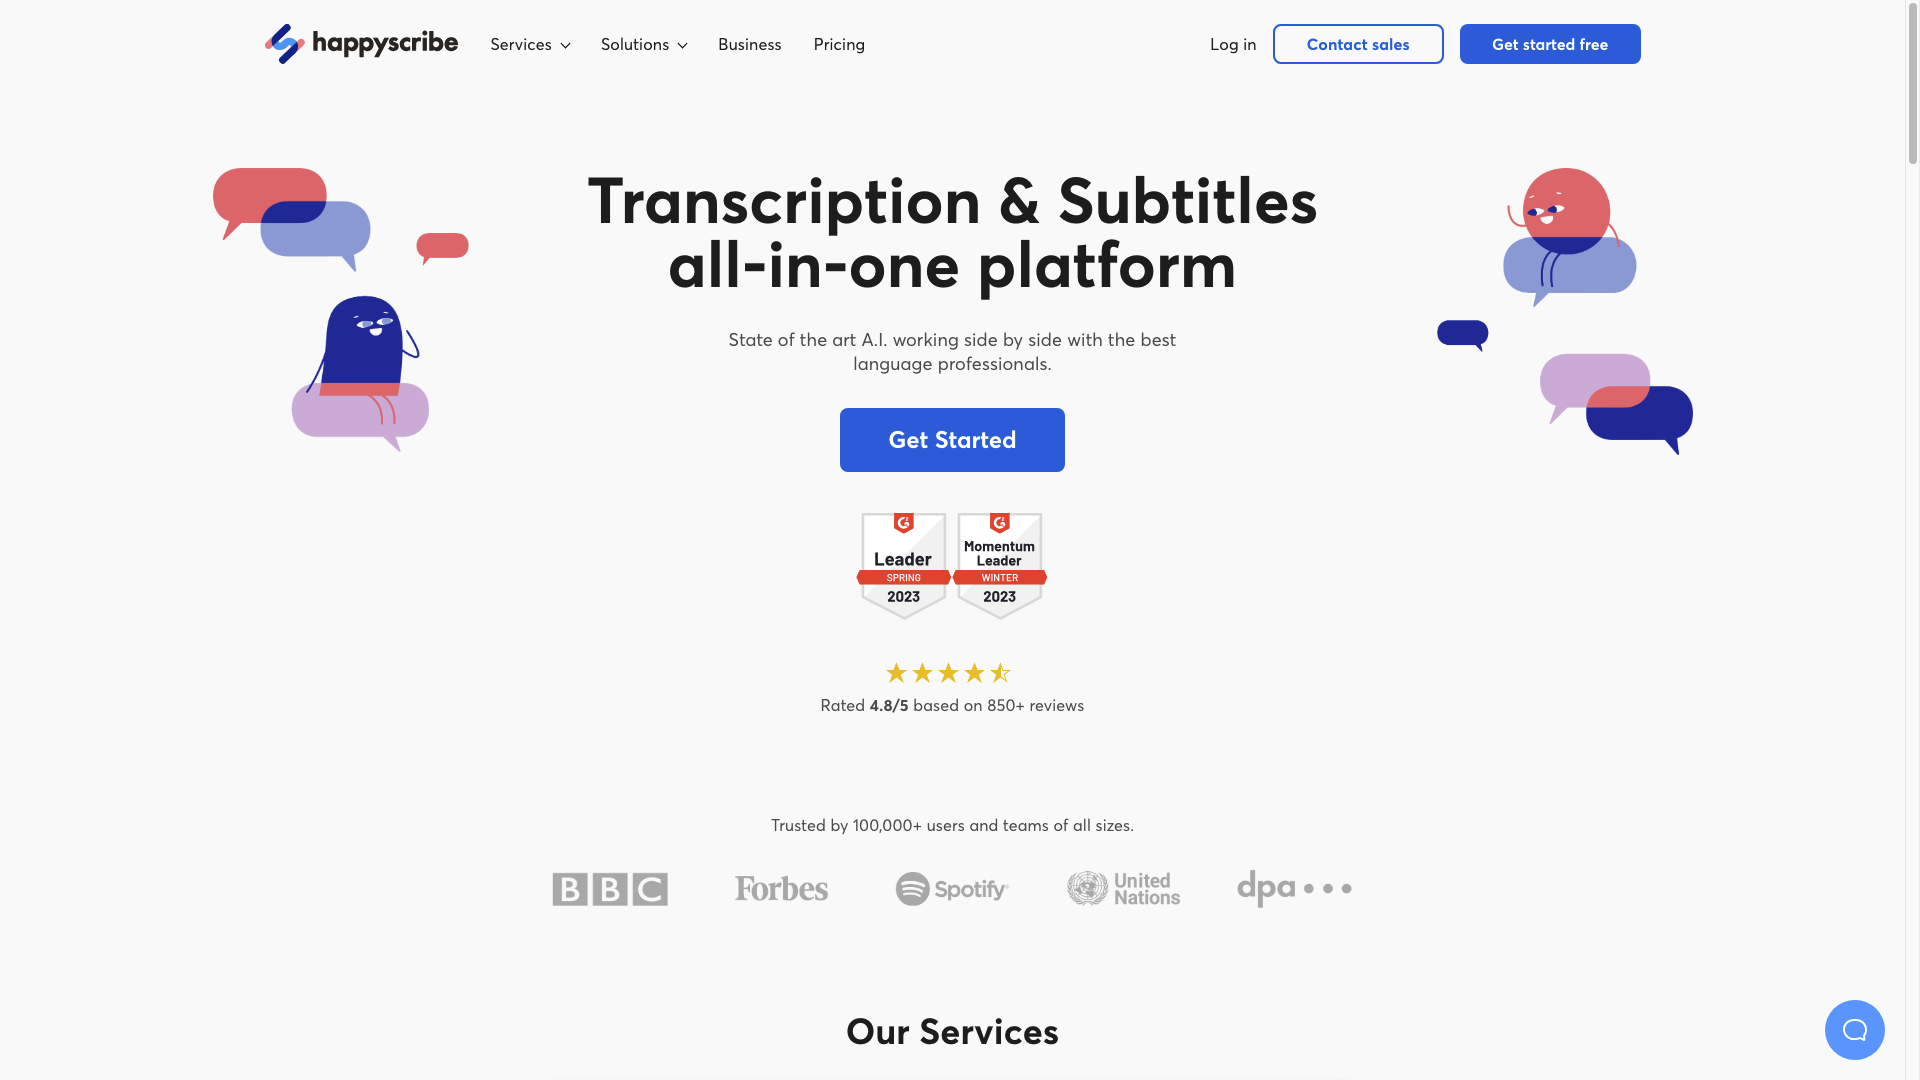 happyscribe
Services
Solutions
Business
Pricing
Log in
Contact sales
Get started free
Transcription & Subtitles
all-in-one platform
State of the art A.I. working side by side with the best
language professionals.
Get Started
Leader
SPRING
2023
Momentum
Leader
WINTER
2023
Rated 4.8/5 based on 850+ reviews
Trusted by 100,000+ users and teams of all sizes.
BBC
Forbes
Spotify
United
Nations
dpa
Our Services